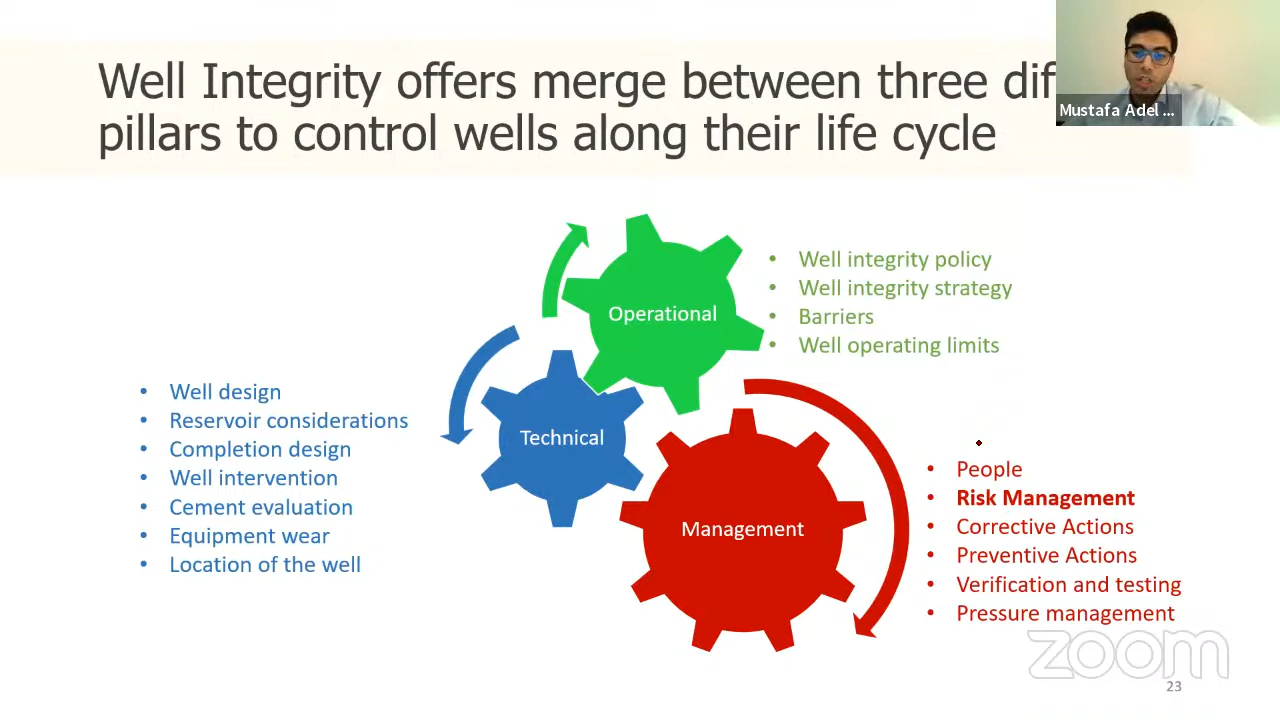 Well Integrity offers merge between three dif
pillars to control wells along their life cycle
Mustafa Adel ...
Operational
• Well integrity policy
• Well integrity strategy
• Barriers
• Well operating limits
Technical
• Well design
• Reservoir considerations
• Completion design
• Well intervention
• Cement evaluation
• Equipment wear
• Location of the well
Management
• People
• Risk Management
• Corrective Actions
• Preventive Actions
• Verification and testing
• Pressure management
zoom
23